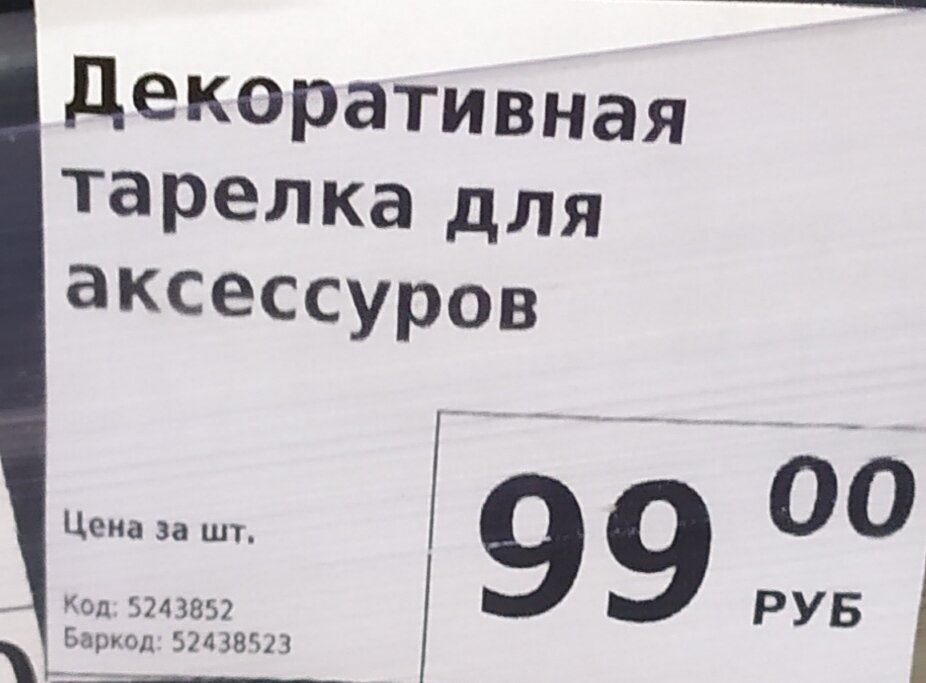 Декоративная
тарелка для
аксессуров
99 00
РУБ
Цена за шт.
Код: 5243852
Баркод: 52438523